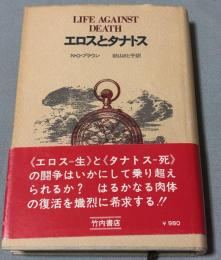 LIFE AGAINST
DEATH
エロスとタナトス
N・O・ブラウン 秋山さと子訳
《エロス-生》と《タナトス-死》
の闘争はいかにして乗り超え
られるか? はるかなる肉体
の復活を熾烈に希求する!!
竹内書店
¥980